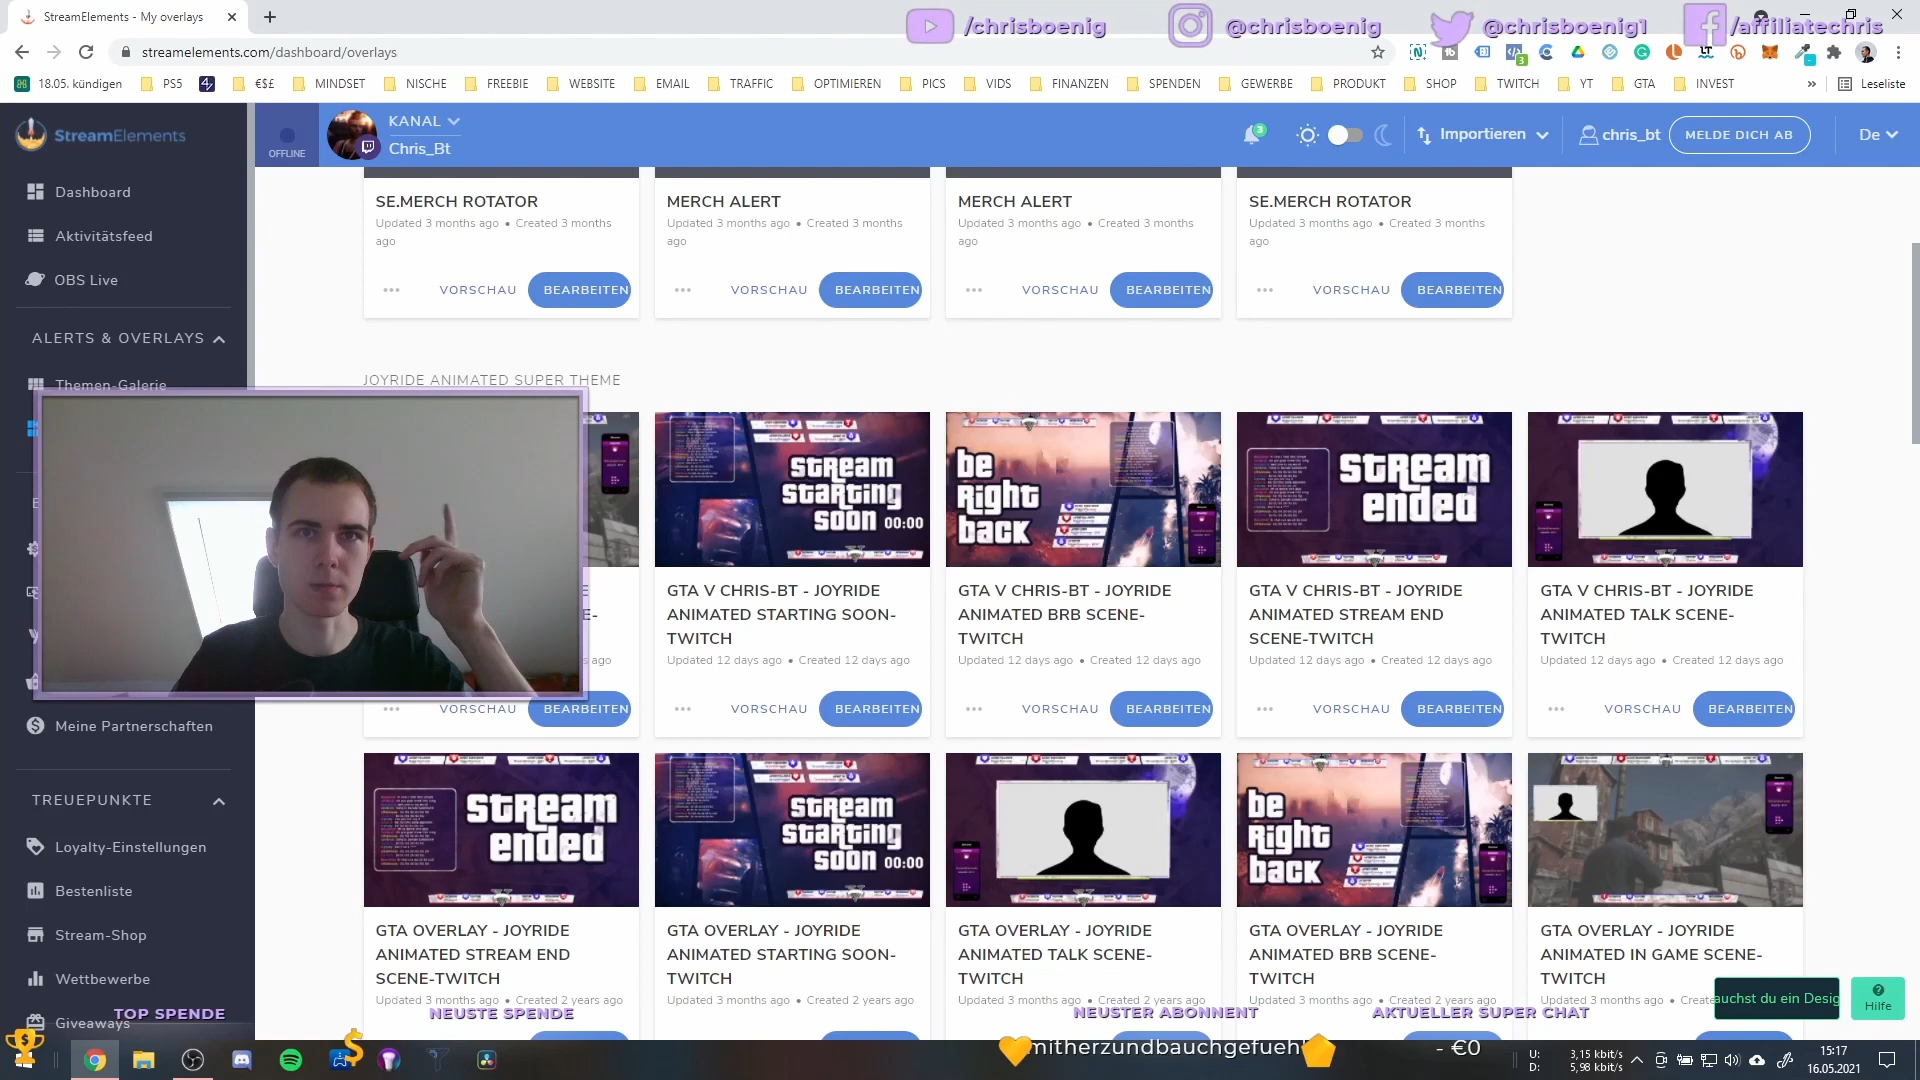 StreamElements - My overlays
/chrisboenig
@chrisboenig
@chrisboenig1
/affiliatechris
streamelements.com/dashboard/overlays
18.05. kündigen
PS5
€$£
MINDSET
NISCHE
FREEBIE
WEBSITE
EMAIL
TRAFFIC
OPTIMIEREN
PICS
VIDS
FINANZEN
SPENDEN
GEWERBE
PRODUKT
SHOP
TWITCH
YT
GTA
INVEST
»
Leseliste
StreamElements
OFFLINE
KANAL
Chris_Bt
3
Importieren
chris_bt
MELDE DICH AB
De
Dashboard
Aktivitätsfeed
OBS Live
ALERTS & OVERLAYS
Themen-Galerie
Meine Partnerschaften
TREUEPUNKTE
Loyalty-Einstellungen
Bestenliste
Stream-Shop
Wettbewerbe
Giveaways
SE.MERCH ROTATOR
Updated 3 months ago • Created 3 months
ago
VORSCHAU
BEARBEITEN
MERCH ALERT
Updated 3 months ago • Created 3 months
ago
VORSCHAU
BEARBEITEN
MERCH ALERT
Updated 3 months ago • Created 3 months
ago
VORSCHAU
BEARBEITEN
SE.MERCH ROTATOR
Updated 3 months ago • Created 3 months
ago
VORSCHAU
BEARBEITEN
JOYRIDE ANIMATED SUPER THEME
E-
ago
VORSCHAU
BEARBEITEN
stream
starting
soon 00:00
GTA V CHRIS-BT - JOYRIDE
ANIMATED STARTING SOON-
TWITCH
Updated 12 days ago • Created 12 days ago
VORSCHAU
BEARBEITEN
be
Right
back
GTA V CHRIS-BT - JOYRIDE
ANIMATED BRB SCENE-
TWITCH
Updated 12 days ago • Created 12 days ago
VORSCHAU
BEARBEITEN
stream
ended
GTA V CHRIS-BT - JOYRIDE
ANIMATED STREAM END
SCENE-TWITCH
Updated 12 days ago • Created 12 days ago
VORSCHAU
BEARBEITEN
GTA V CHRIS-BT - JOYRIDE
ANIMATED TALK SCENE-
TWITCH
Updated 12 days ago • Created 12 days ago
VORSCHAU
BEARBEITEN
stream
ended
GTA OVERLAY - JOYRIDE
ANIMATED STREAM END
SCENE-TWITCH
Updated 3 months ago • Created 2 years ago
stream
starting
soon 00:00
GTA OVERLAY - JOYRIDE
ANIMATED STARTING SOON-
TWITCH
Updated 3 months ago • Created 2 years ago
GTA OVERLAY - JOYRIDE
ANIMATED TALK SCENE-
TWITCH
Updated 3 months ago • Created 2 years ago
be
Right
back
GTA OVERLAY - JOYRIDE
ANIMATED BRB SCENE-
TWITCH
Updated 3 months ago • Created 2 years ago
GTA OVERLAY - JOYRIDE
ANIMATED IN GAME SCENE-
TWITCH
Updated 3 months ago
auchst du ein Desig
Hilfe
TOP SPENDE
NEUSTE SPENDE
NEUSTER ABONNENT
AKTUELLER SUPER CHAT
mitherzundbauchgefueh
- €0
U:
D:
3,15 kbit/s
5,98 kbit/s
15:17
16.05.2021